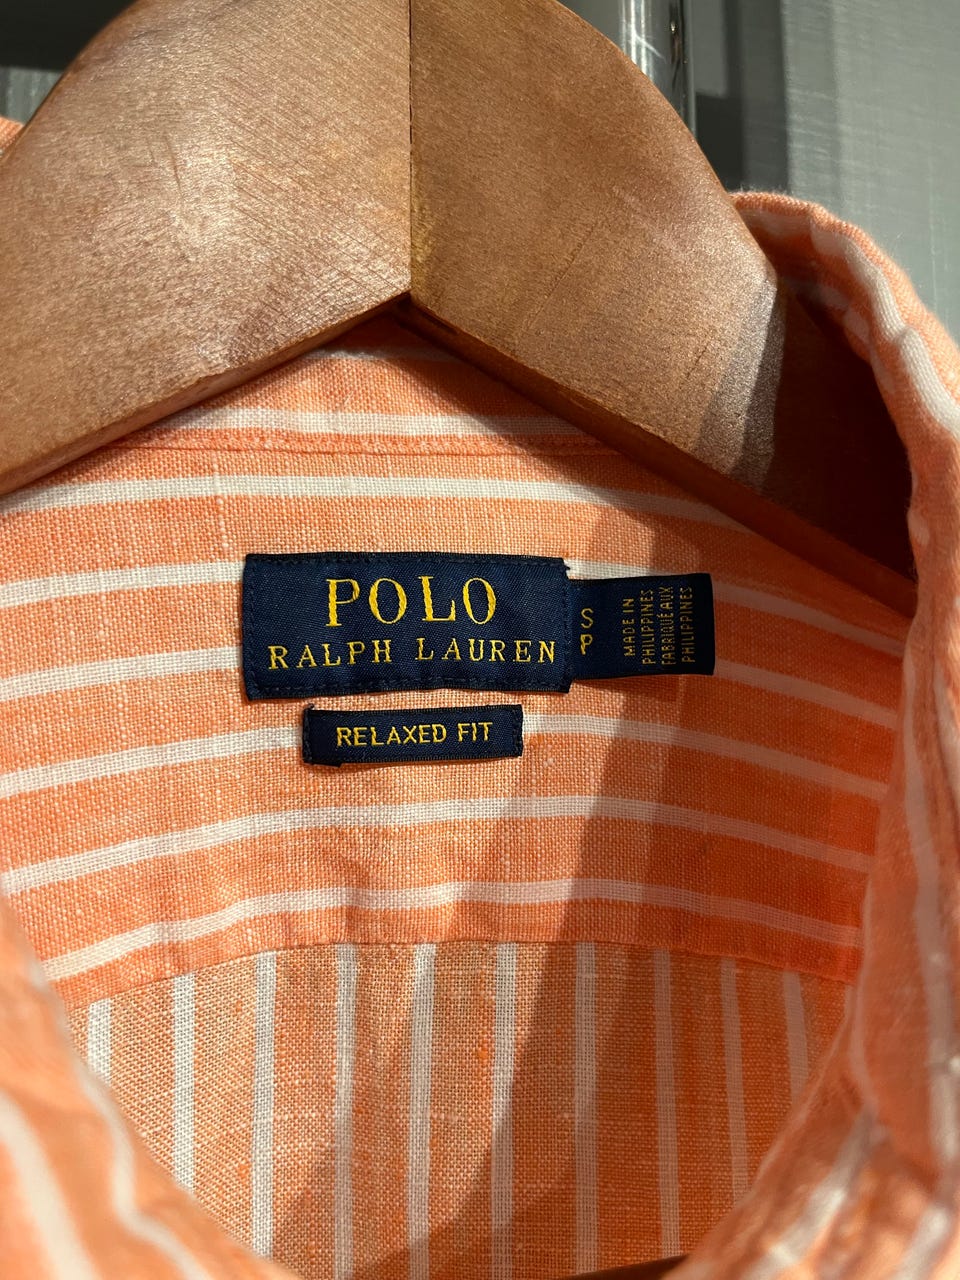 POLO
RALPH LAUREN
S
P
MADE IN
PHILIPPINES
FABRIQUÉ AUX
PHILIPPINES
RELAXED FIT